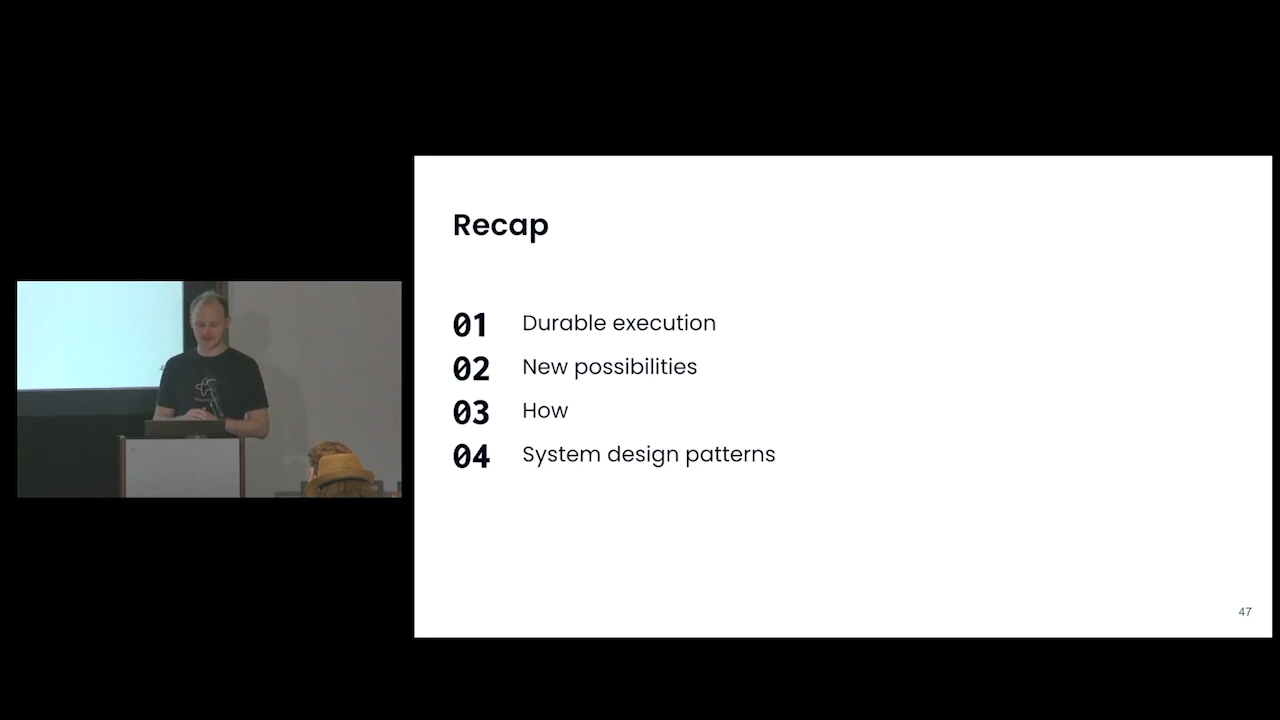 Recap
01 Durable execution
02 New possibilities
03 How
04 System design patterns
47